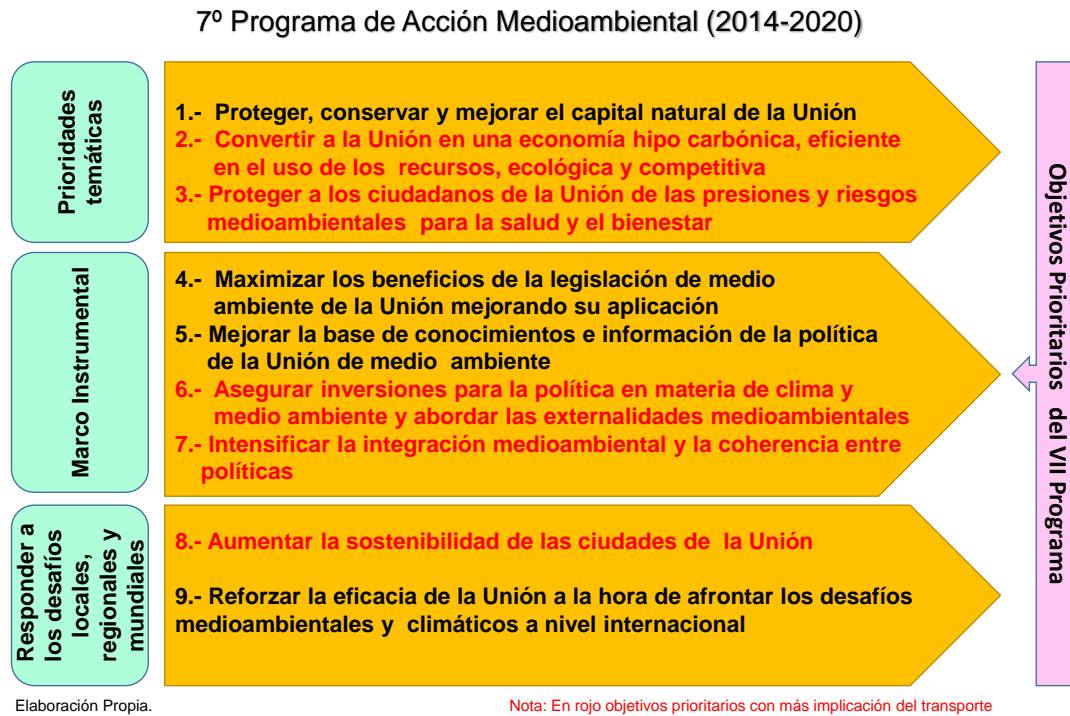 7º Programa de Acción Medioambiental (2014-2020)
Prioridades
temáticas
1.- Proteger, conservar y mejorar el capital natural de la Unión
2.- Convertir a la Unión en una economía hipo carbónica, eficiente
en el uso de los recursos, ecológica y competitiva
3.- Proteger a los ciudadanos de la Unión de las presiones y riesgos
medioambientales para la salud y el bienestar
Marco Instrumental
4.- Maximizar los beneficios de la legislación de medio
ambiente de la Unión mejorando su aplicación
5.- Mejorar la base de conocimientos e información de la política
de la Unión de medio ambiente
6.- Asegurar inversiones para la política en materia de clima y
medio ambiente y abordar las externalidades medioambientales
7.- Intensificar la integración medioambiental y la coherencia entre
políticas
Responder a
los desafíos
locales,
regionales y
mundiales
8.- Aumentar la sostenibilidad de las ciudades de la Unión
9.- Reforzar la eficacia de la Unión a la hora de afrontar los desafíos
medioambientales y climáticos a nivel internacional
Objetivos Prioritarios del VII Programa
Elaboración Propia.
Nota: En rojo objetivos prioritarios con más implicación del transporte